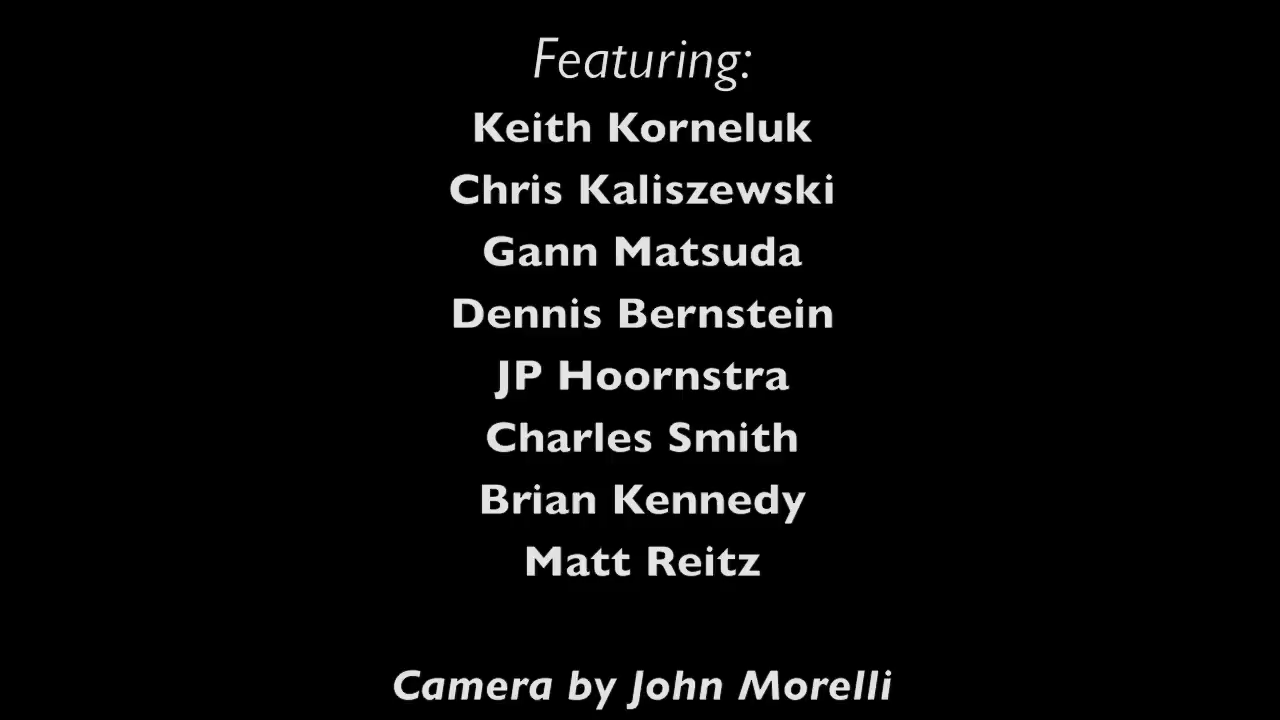 Featuring:
Keith Korneluk
Chris Kaliszewski
Gann Matsuda
Dennis Bernstein
JP Hoornstra
Charles Smith
Brian Kennedy
Matt Reitz
Camera by John Morelli